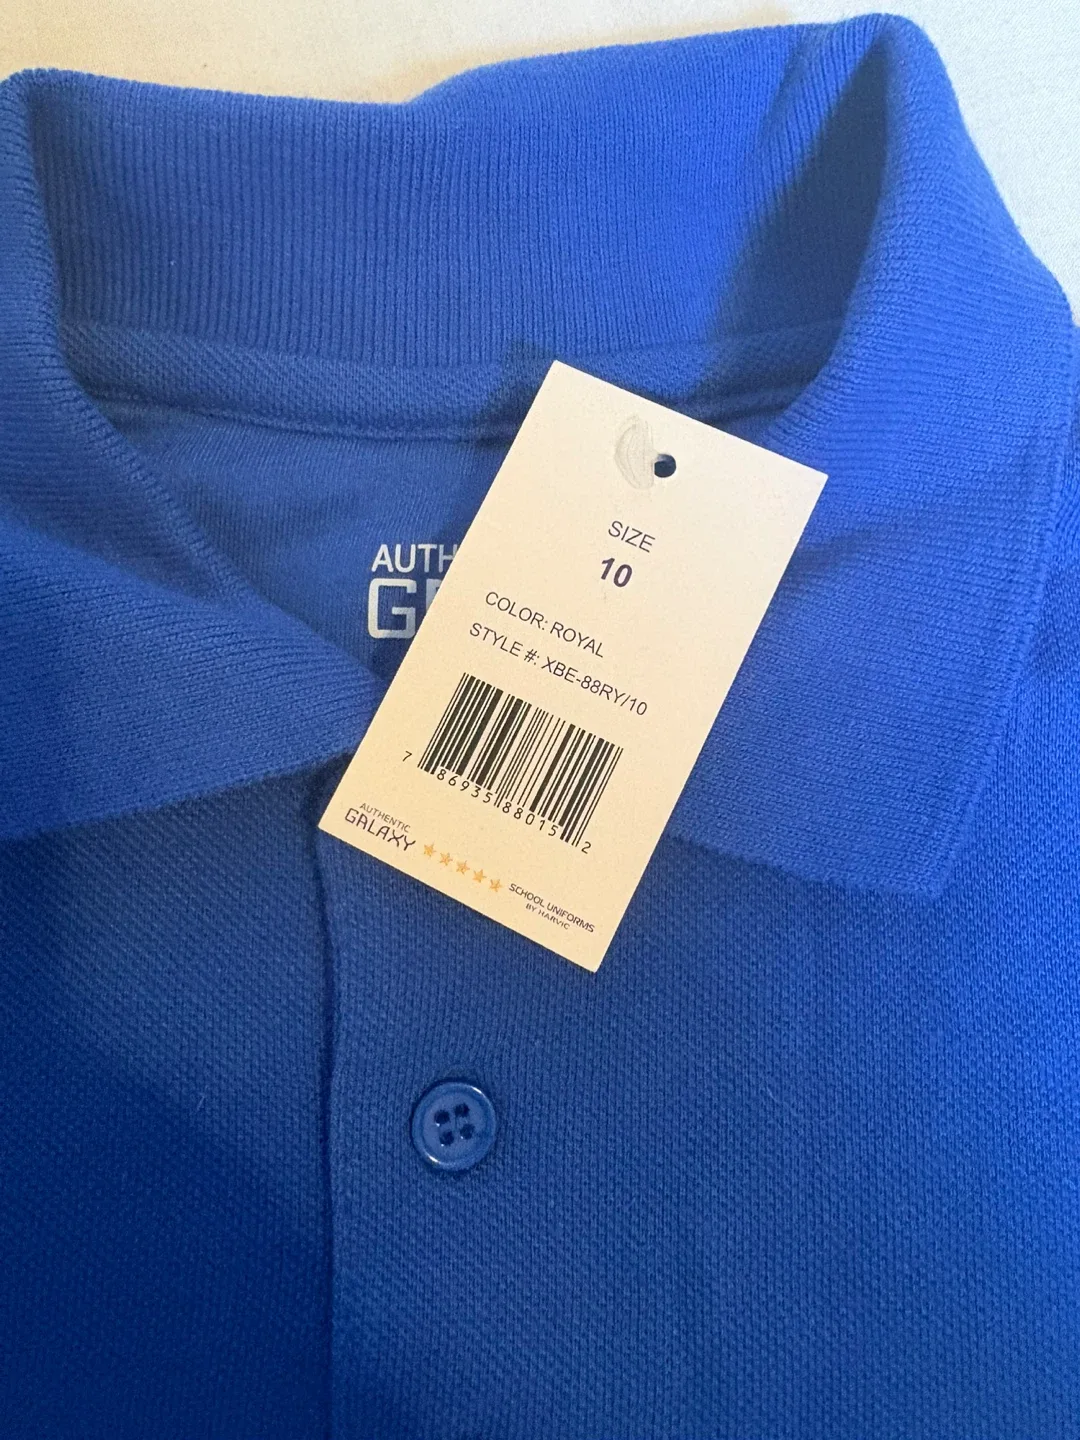 AUTH
G
SIZE
10
COLOR: ROYAL
STYLE #: XBE-88RY/10
7 86935 88015 2
AUTHENTIC
GALAXY
SCHOOL UNIFORMS
BY HARVIC